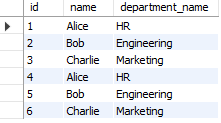 id name department_name
1 Alice HR
2 Bob Engineering
3 Charlie Marketing
4 Alice HR
5 Bob Engineering
6 Charlie Marketing